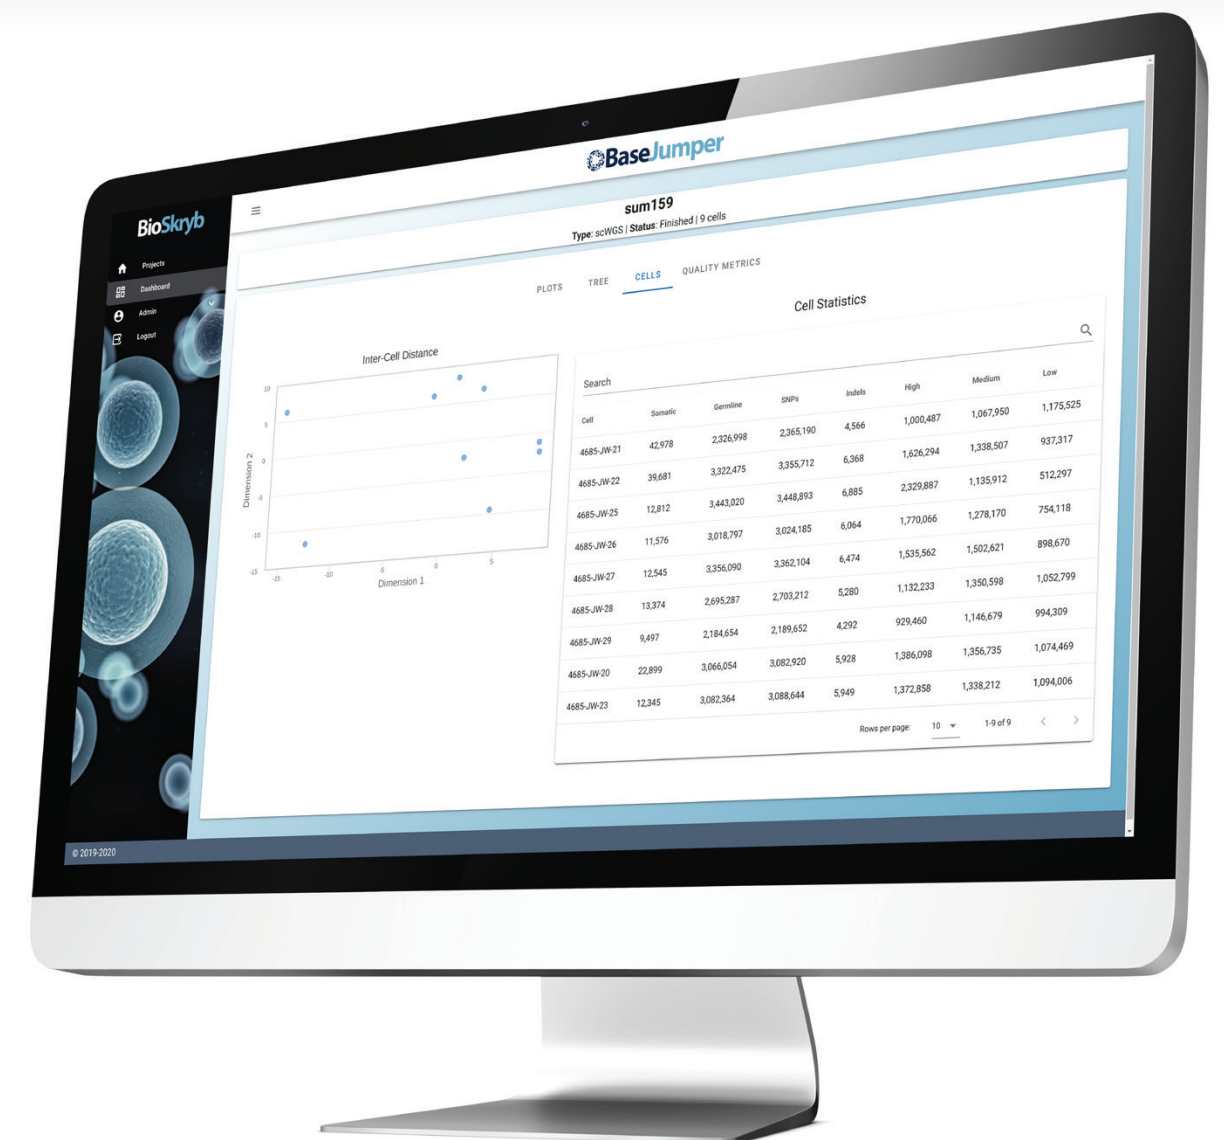 BaseJumper
BioSkryb
Projects
Dashboard
Admin
Logout
sum159
Type: scWGS | Status: Finished | 9 cells
PLOTS TREE CELLS QUALITY METRICS
Inter-Cell Distance
10
5
0
-5
-10
-15
Dimension 2
-15 -10 -5 0 5
Dimension 1
Cell Statistics
Search
Cell Somatic Germline SNPs Indels High Medium Low
4685-JW-21 42,978 2,326,998 2,365,190 4,566 1,000,487 1,067,950 1,175,525
4685-JW-22 39,681 3,322,475 3,355,712 6,368 1,626,294 1,338,507 937,317
4685-JW-25 12,812 3,443,020 3,448,893 6,885 2,329,887 1,135,912 512,297
4685-JW-26 11,576 3,018,797 3,024,185 6,064 1,770,066 1,278,170 754,118
4685-JW-27 12,545 3,356,090 3,362,104 6,474 1,535,562 1,502,621 898,670
4685-JW-28 13,374 2,695,287 2,703,212 5,280 1,132,233 1,350,598 1,052,799
4685-JW-29 9,497 2,184,654 2,189,652 4,292 929,460 1,146,679 994,309
4685-JW-20 22,899 3,066,054 3,082,920 5,928 1,386,098 1,356,735 1,074,469
4685-JW-23 12,345 3,082,364 3,088,644 5,949 1,372,858 1,338,212 1,094,006
Rows per page: 10 1-9 of 9
© 2019-2020